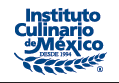 Instituto
Culinario
de México
DESDE 1994